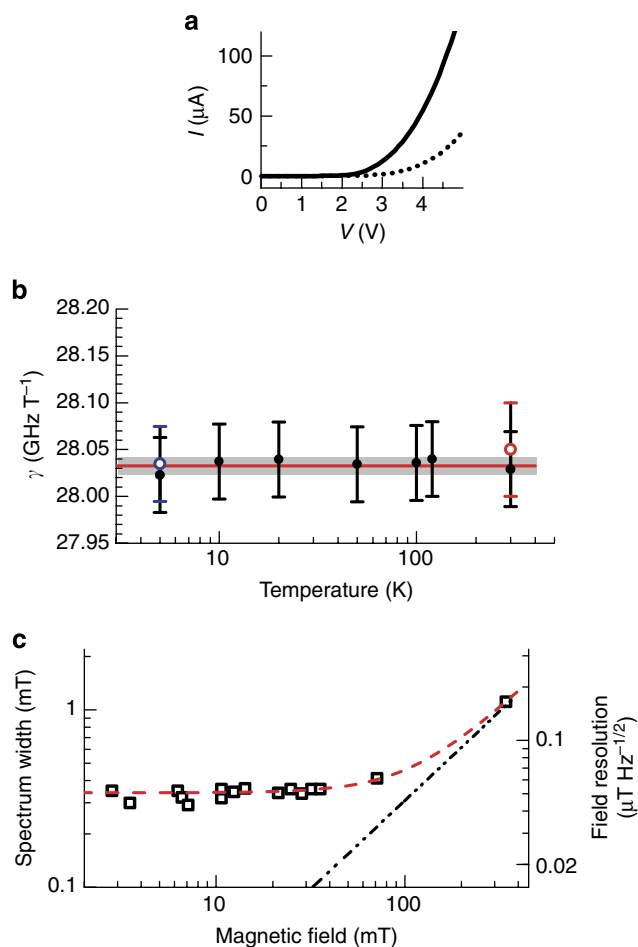 a
100
50
0
I (μA)
0 1 2 3 4
V (V)
b
28.20
28.15
28.10
28.05
28.00
27.95
γ (GHz T⁻¹)
10 100
Temperature (K)
c
1
0.1
Spectrum width (mT)
0.1
0.02
Field resolution
(μT Hz⁻¹/²)
10 100
Magnetic field (mT)